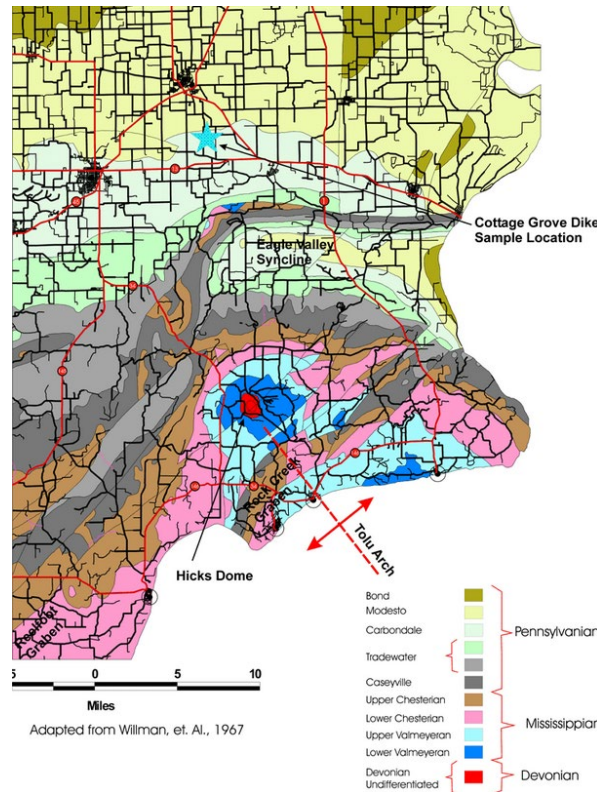 Cottage Grove Dike
Sample Location
Eagle Valley
Syncline
Rock Creek
Graben
Tolu Arch
Hicks Dome
Reelfoot
Graben
5 0 5 10
Miles
Adapted from Willman, et. Al., 1967
Bond
Modesto
Carbondale
Tradewater
Caseyville
Upper Chesterian
Lower Chesterian
Upper Valmeyeran
Lower Valmeyeran
Devonian
Undifferentiated
Pennsylvanian
Mississippian
Devonian